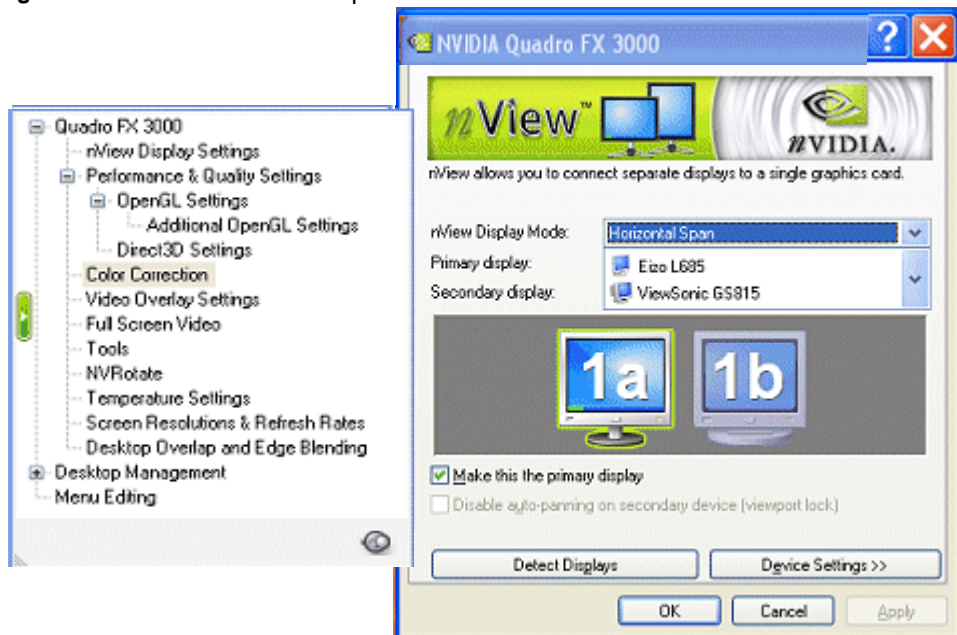 NVIDIA Quadro FX 3000
nView™
nVIDIA.
nView allows you to connect separate displays to a single graphics card.
Quadro FX 3000
nView Display Settings
Performance & Quality Settings
OpenGL Settings
Additional OpenGL Settings
Direct3D Settings
Color Correction
Video Overlay Settings
Full Screen Video
Tools
NVRotate
Temperature Settings
Screen Resolutions & Refresh Rates
Desktop Overlap and Edge Blending
Desktop Management
Menu Editing
nView Display Mode: Horizontal Span
Primary display: Eizo L685
Secondary display: ViewSonic GS815
1a 1b
Make this the primary display
Disable auto-panning on secondary device (viewport lock)
Detect Displays Device Settings >>
OK Cancel Apply